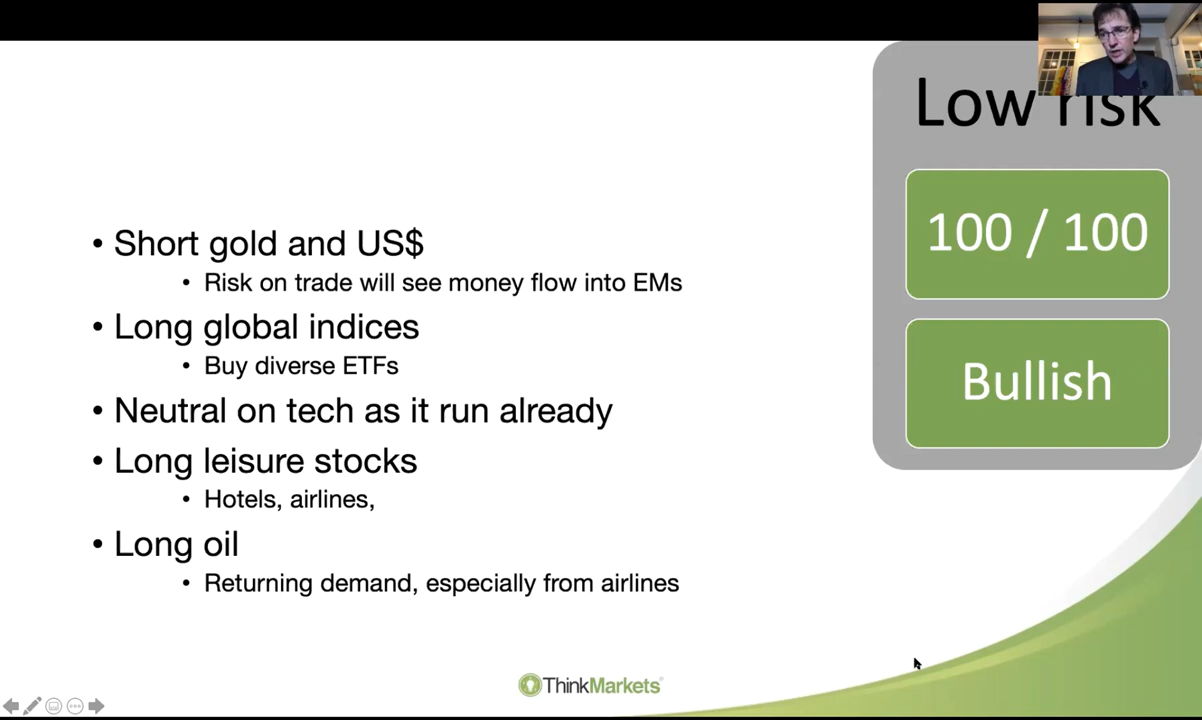 Low risk
100 / 100
Bullish
• Short gold and US$
• Risk on trade will see money flow into EMs
• Long global indices
• Buy diverse ETFs
• Neutral on tech as it run already
• Long leisure stocks
• Hotels, airlines,
• Long oil
• Returning demand, especially from airlines
ThinkMarkets